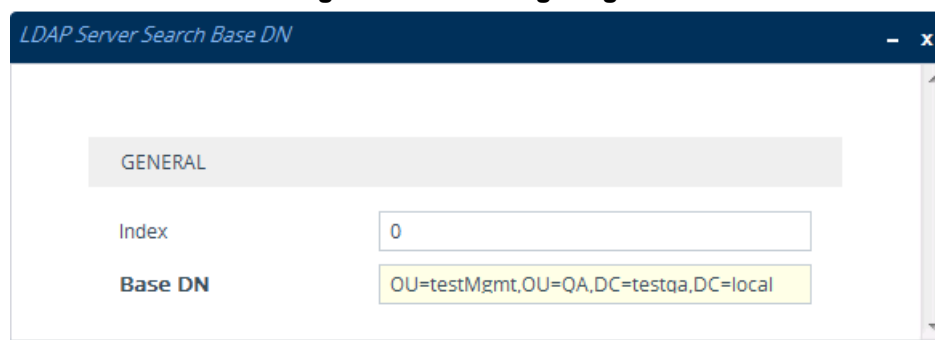 LDAP Server Search Base DN
– x
GENERAL
Index 0
Base DN OU=testMgmt,OU=QA,DC=testqa,DC=local